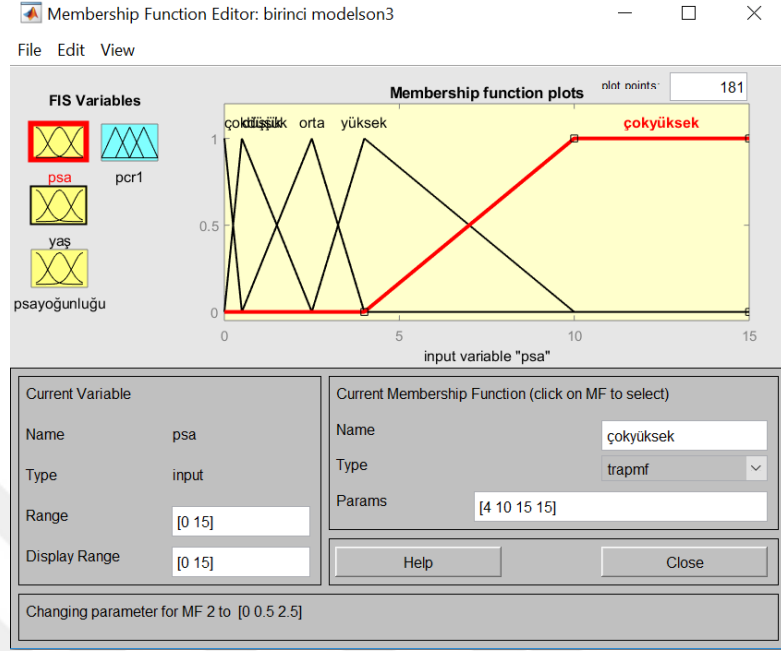 Membership Function Editor: birinci modelson3
File Edit View
FIS Variables
psa
pcr1
yaş
psayoğunluğu
Membership function plots
plot points:
181
orta
yüksek
çokyüksek
1
0.5
0
0
5
10
15
input variable "psa"
Current Variable
Name psa
Type input
Range [0 15]
Display Range [0 15]
Current Membership Function (click on MF to select)
Name çokyüksek
Type trapmf
Params [4 10 15 15]
Help
Close
Changing parameter for MF 2 to [0 0.5 2.5]